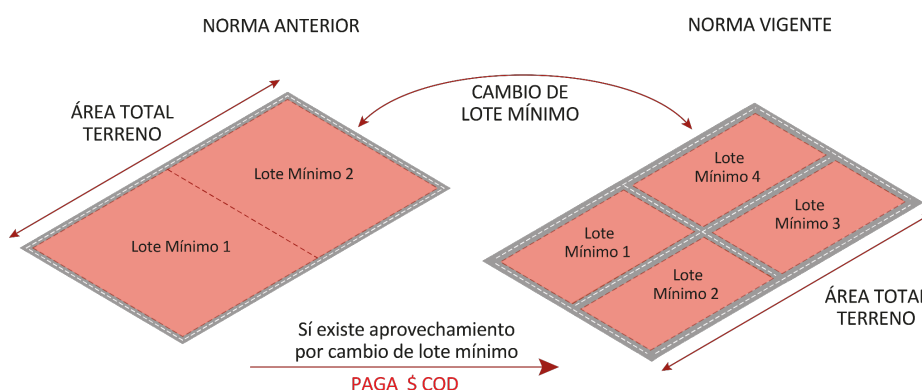 NORMA ANTERIOR
NORMA VIGENTE
ÁREA TOTAL
TERRENO
CAMBIO DE
LOTE MÍNIMO
Lote Mínimo 2
Lote Mínimo 1
Lote
Mínimo 4
Lote
Mínimo 3
Lote
Mínimo 1
Lote
Mínimo 2
ÁREA TOTAL
TERRENO
Sí existe aprovechamiento
por cambio de lote mínimo
PAGA $ COD